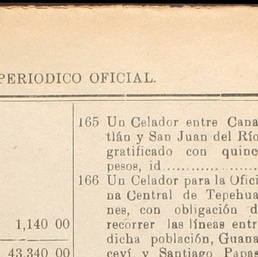 PERIODICO OFICIAL.
165 Un Celador entre Cana
tlán y San Juan del Río
gratificado con quinc
pesos, id
166 Un Celador para la Ofici
na Central de Tepehua
nes, con obligación d
recorrer las líneas entr
dicha población, Guana
ceví y Santiago Papas
1,140 00
43,340 00